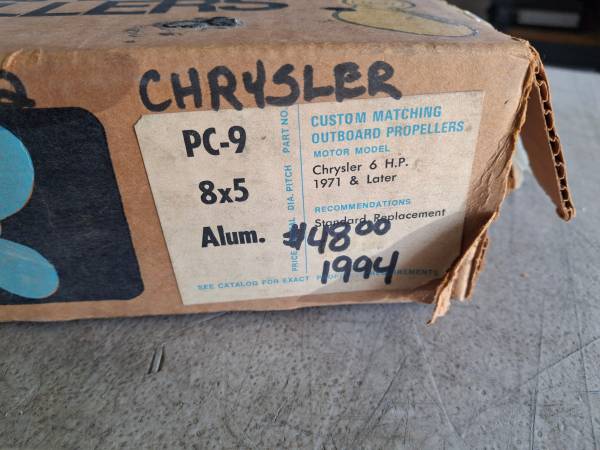 CHRYSLER
PC-9
8x5
Alum.
PART NO.
DIA. PITCH
PRICE
CUSTOM MATCHING
OUTBOARD PROPELLERS
MOTOR MODEL
Chrysler 6 H.P.
1971 & Later
RECOMMENDATIONS
Standard Replacement
$48⁰⁰
1994
SEE CATALOG FOR EXACT